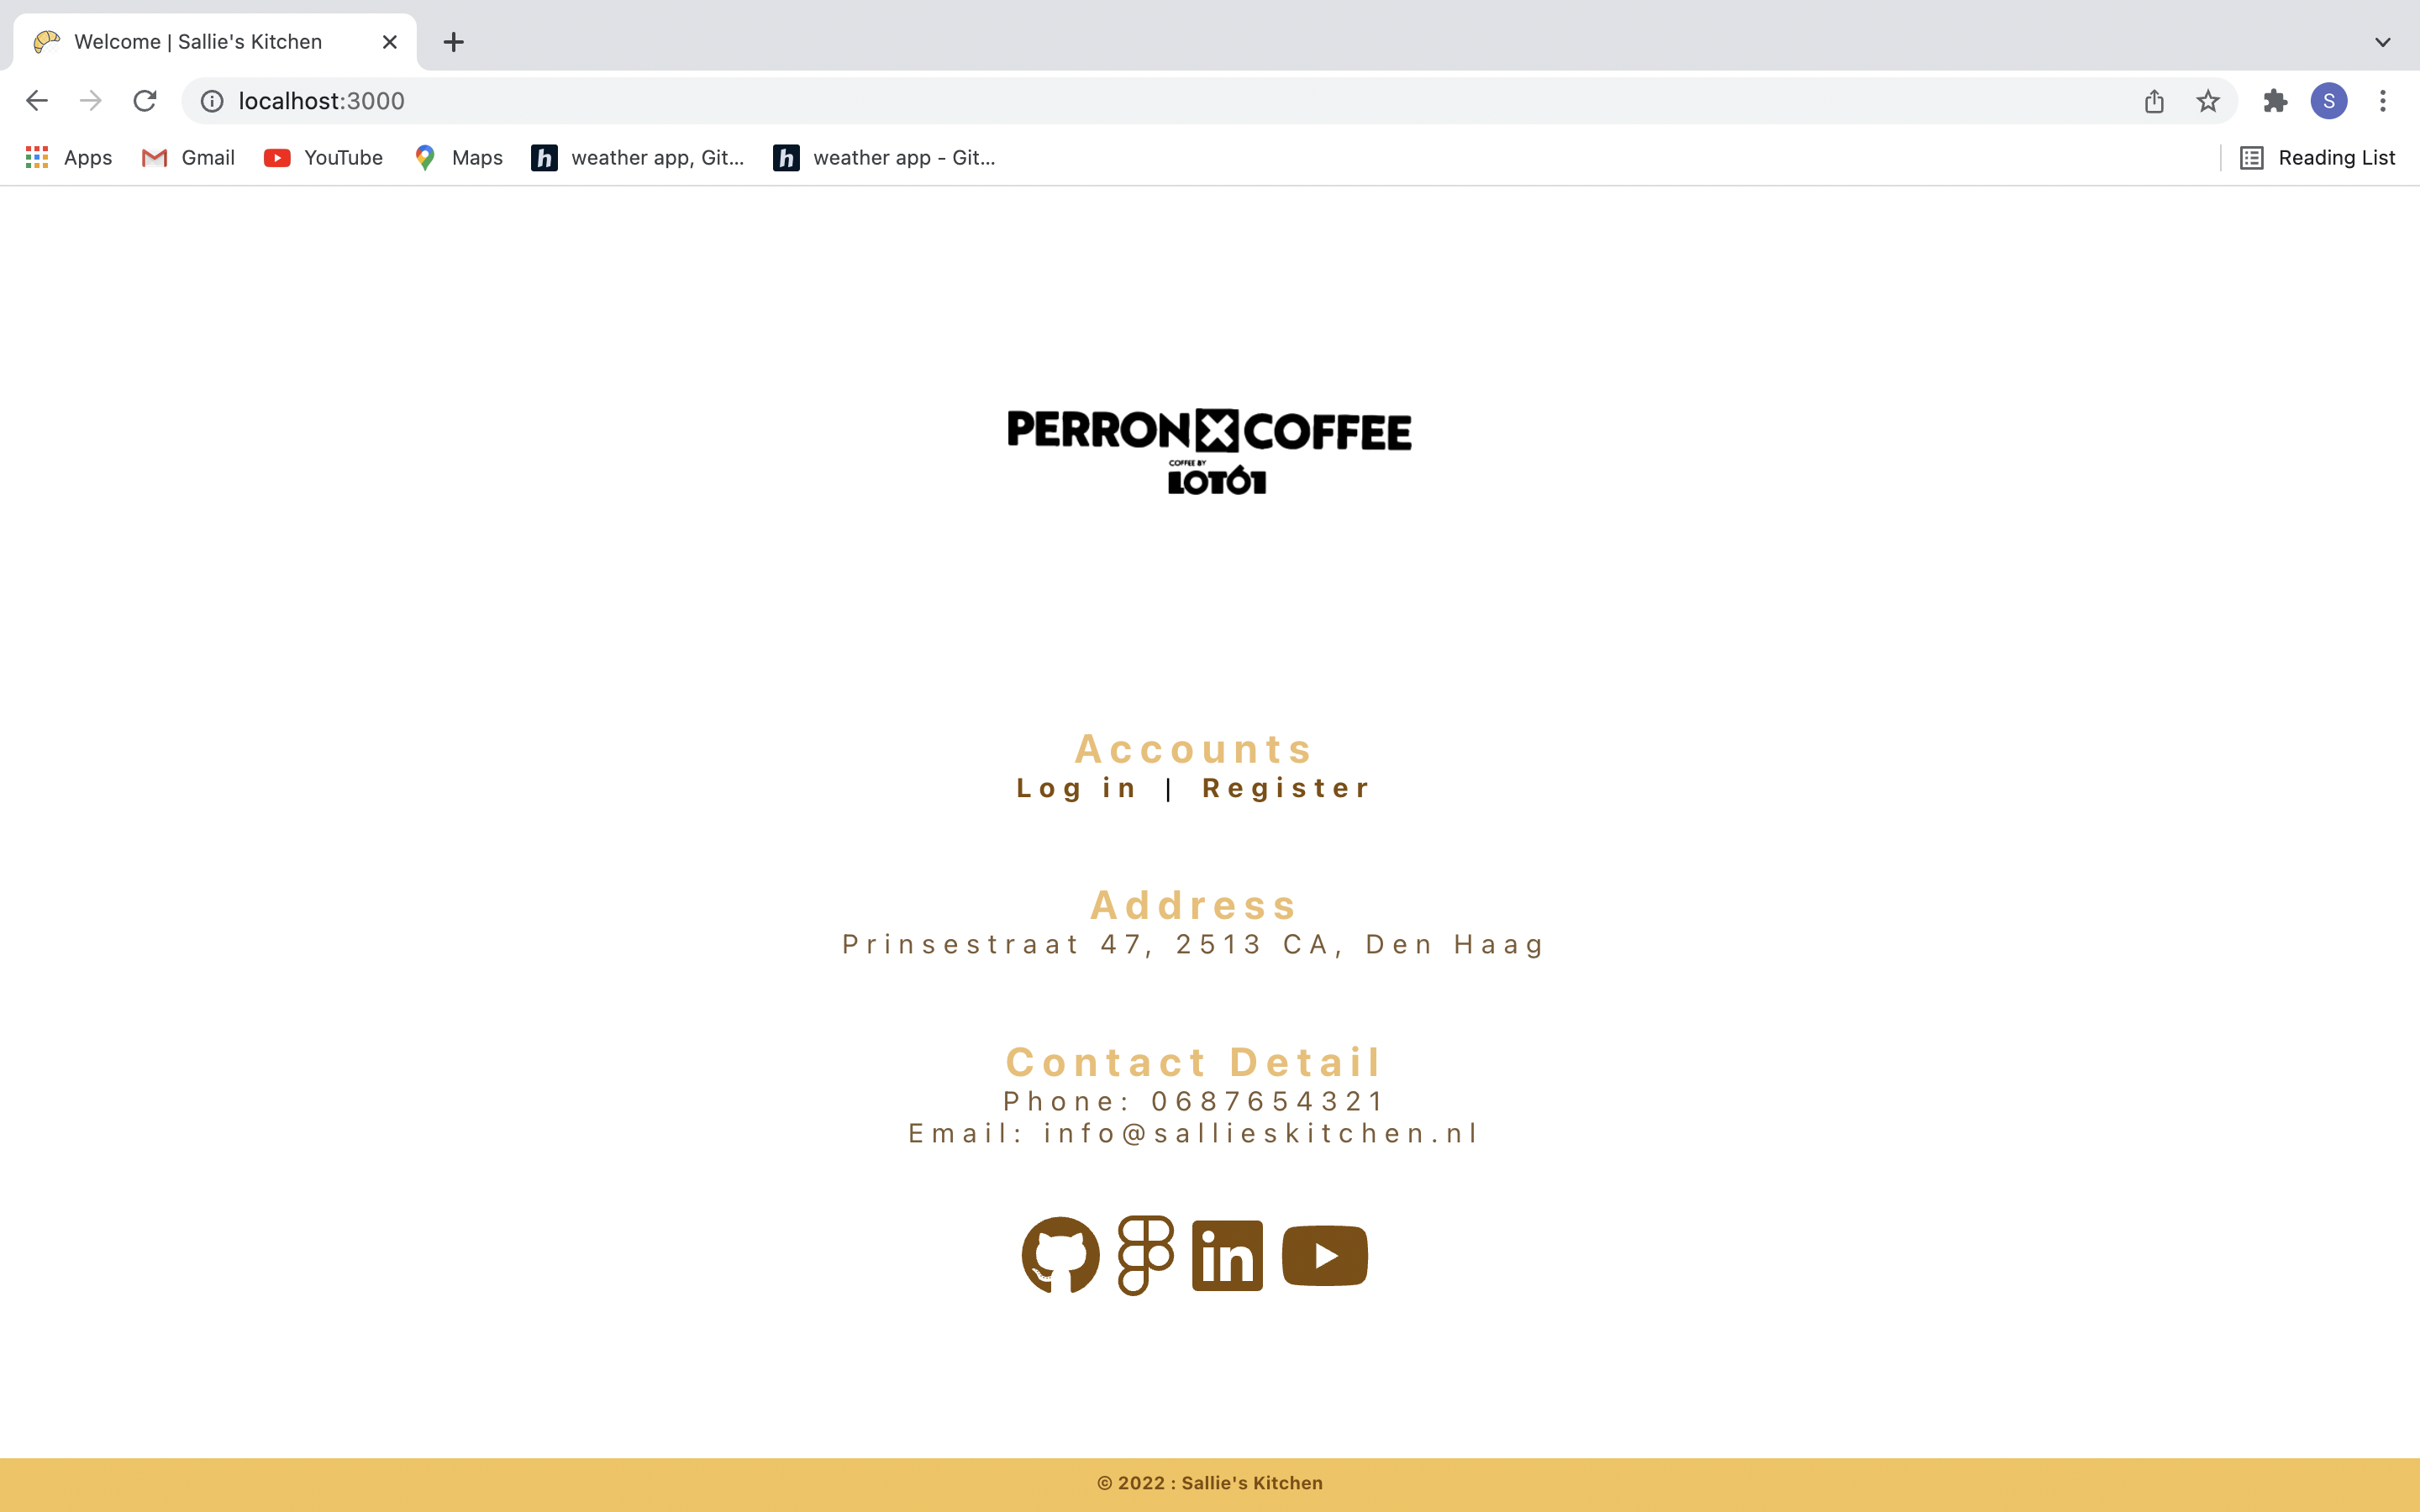 Welcome | Sallie's Kitchen
localhost:3000
S
Apps Gmail YouTube Maps h weather app, Git... h weather app - Git... Reading List
PERRON X COFFEE
COFFEE BY
LOT61
Accounts
Log in | Register
Address
Prinsestraat 47, 2513 CA, Den Haag
Contact Detail
Phone: 0687654321
Email: info@sallieskitchen.nl
in
© 2022 : Sallie's Kitchen